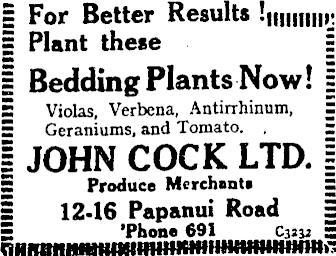 For Better Results !
Plant these
Bedding Plants Now!
Violas, Verbena, Antirrhinum,
Geraniums, and Tomato.
JOHN COCK LTD.
Produce Merchants
12-16 Papanui Road
'Phone 691
C3232